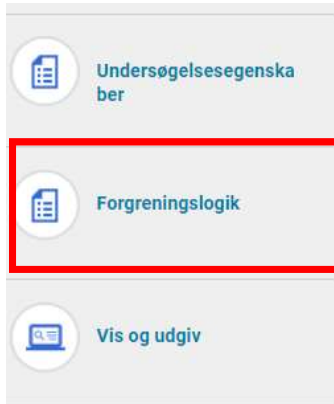 Undersøgelsesegenska
ber
Forgreningslogik
Vis og udgiv